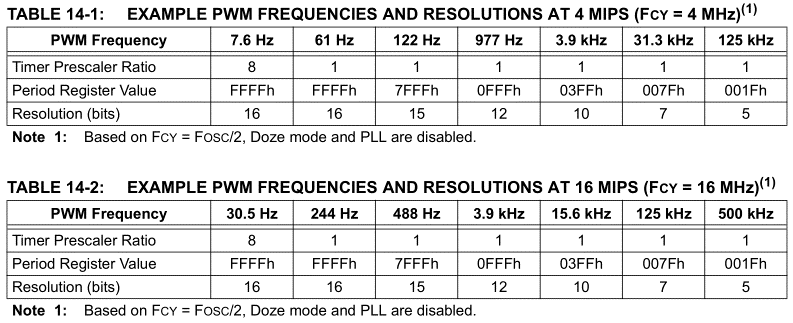 TABLE 14-1: EXAMPLE PWM FREQUENCIES AND RESOLUTIONS AT 4 MIPS (FCY = 4 MHz)(1)
PWM Frequency 7.6 Hz 61 Hz 122 Hz 977 Hz 3.9 kHz 31.3 kHz 125 kHz
Timer Prescaler Ratio 8 1 1 1 1 1 1
Period Register Value FFFFh FFFFh 7FFFh 0FFFh 03FFh 007Fh 001Fh
Resolution (bits) 16 16 15 12 10 7 5
Note 1: Based on FCY = FOSC/2, Doze mode and PLL are disabled.
TABLE 14-2: EXAMPLE PWM FREQUENCIES AND RESOLUTIONS AT 16 MIPS (FCY = 16 MHz)(1)
PWM Frequency 30.5 Hz 244 Hz 488 Hz 3.9 kHz 15.6 kHz 125 kHz 500 kHz
Timer Prescaler Ratio 8 1 1 1 1 1 1
Period Register Value FFFFh FFFFh 7FFFh 0FFFh 03FFh 007Fh 001Fh
Resolution (bits) 16 16 15 12 10 7 5
Note 1: Based on FCY = FOSC/2, Doze mode and PLL are disabled.